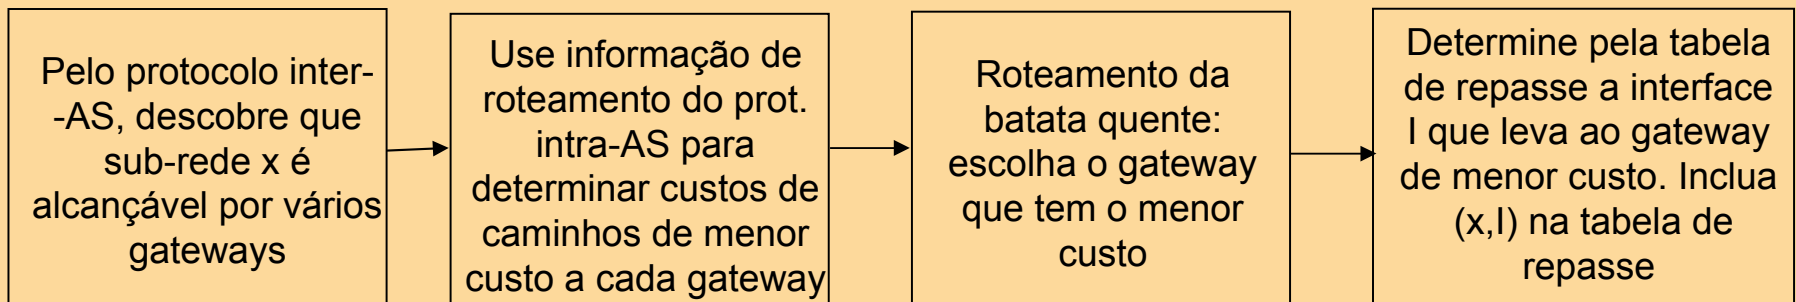 Pelo protocolo inter-
-AS, descobre que
sub-rede x é
alcançável por vários
gateways
Use informação de
roteamento do prot.
intra-AS para
determinar custos de
caminhos de menor
custo a cada gateway
Roteamento da
batata quente:
escolha o gateway
que tem o menor
custo
Determine pela tabela
de repasse a interface
I que leva ao gateway
de menor custo. Inclua
(x,I) na tabela de
repasse